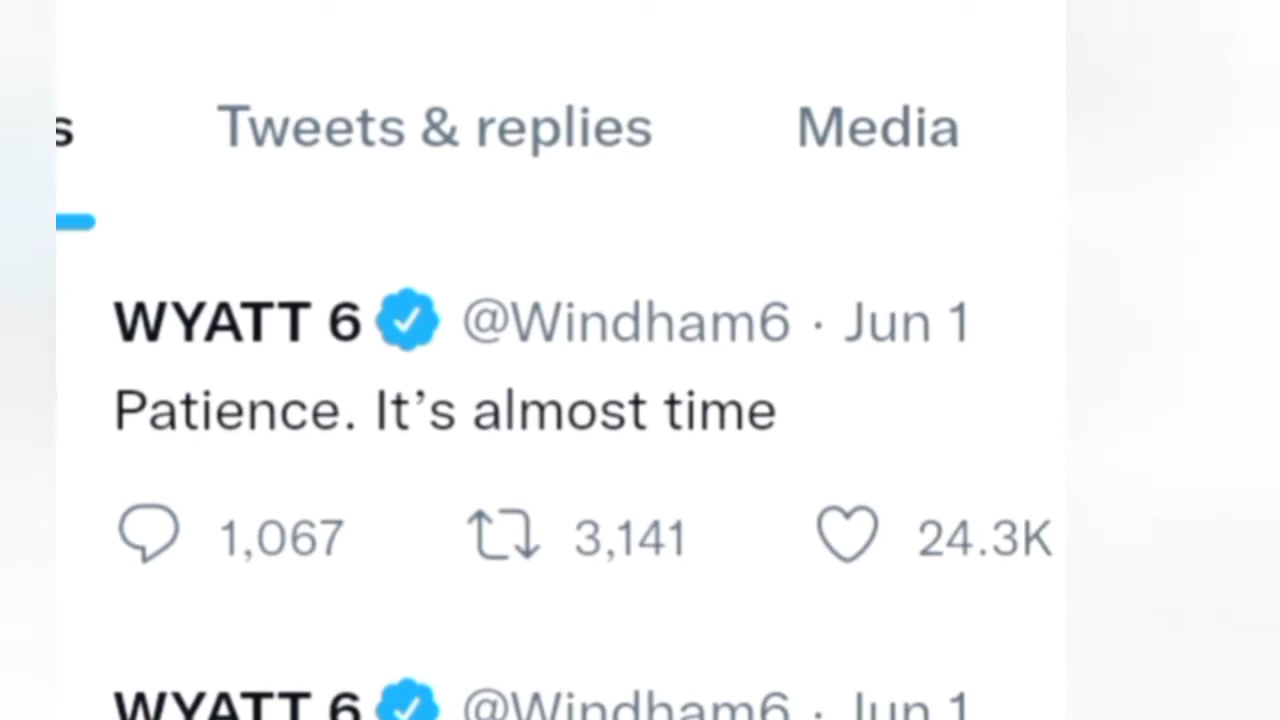 s Tweets & replies Media
WYATT 6 @Windham6 · Jun 1
Patience. It’s almost time
1,067 3,141 24.3K
WYATT 6 @Windham6 · Jun 1